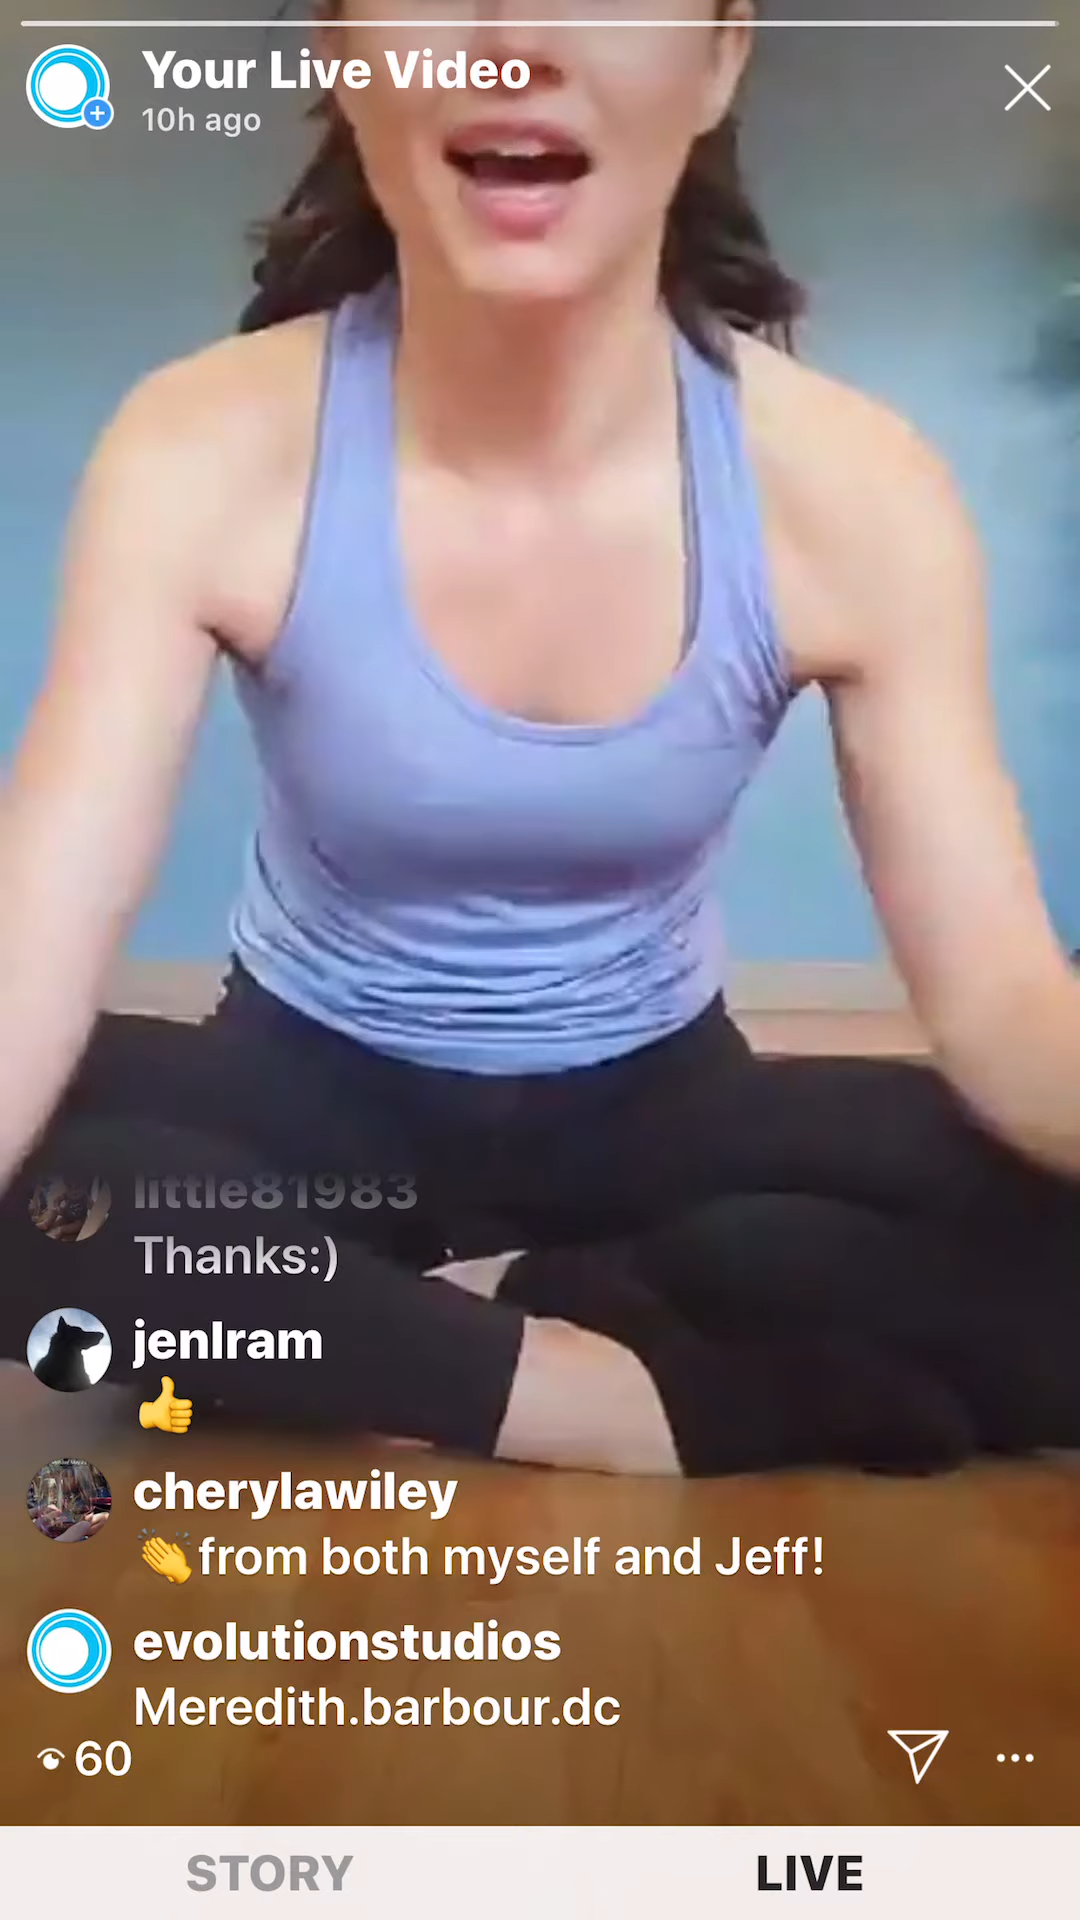 Your Live Video
10h ago
little81983
Thanks:)
jenlram
👍
cherylawiley
👏from both myself and Jeff!
evolutionstudios
Meredith.barbour.dc
60
STORY
LIVE